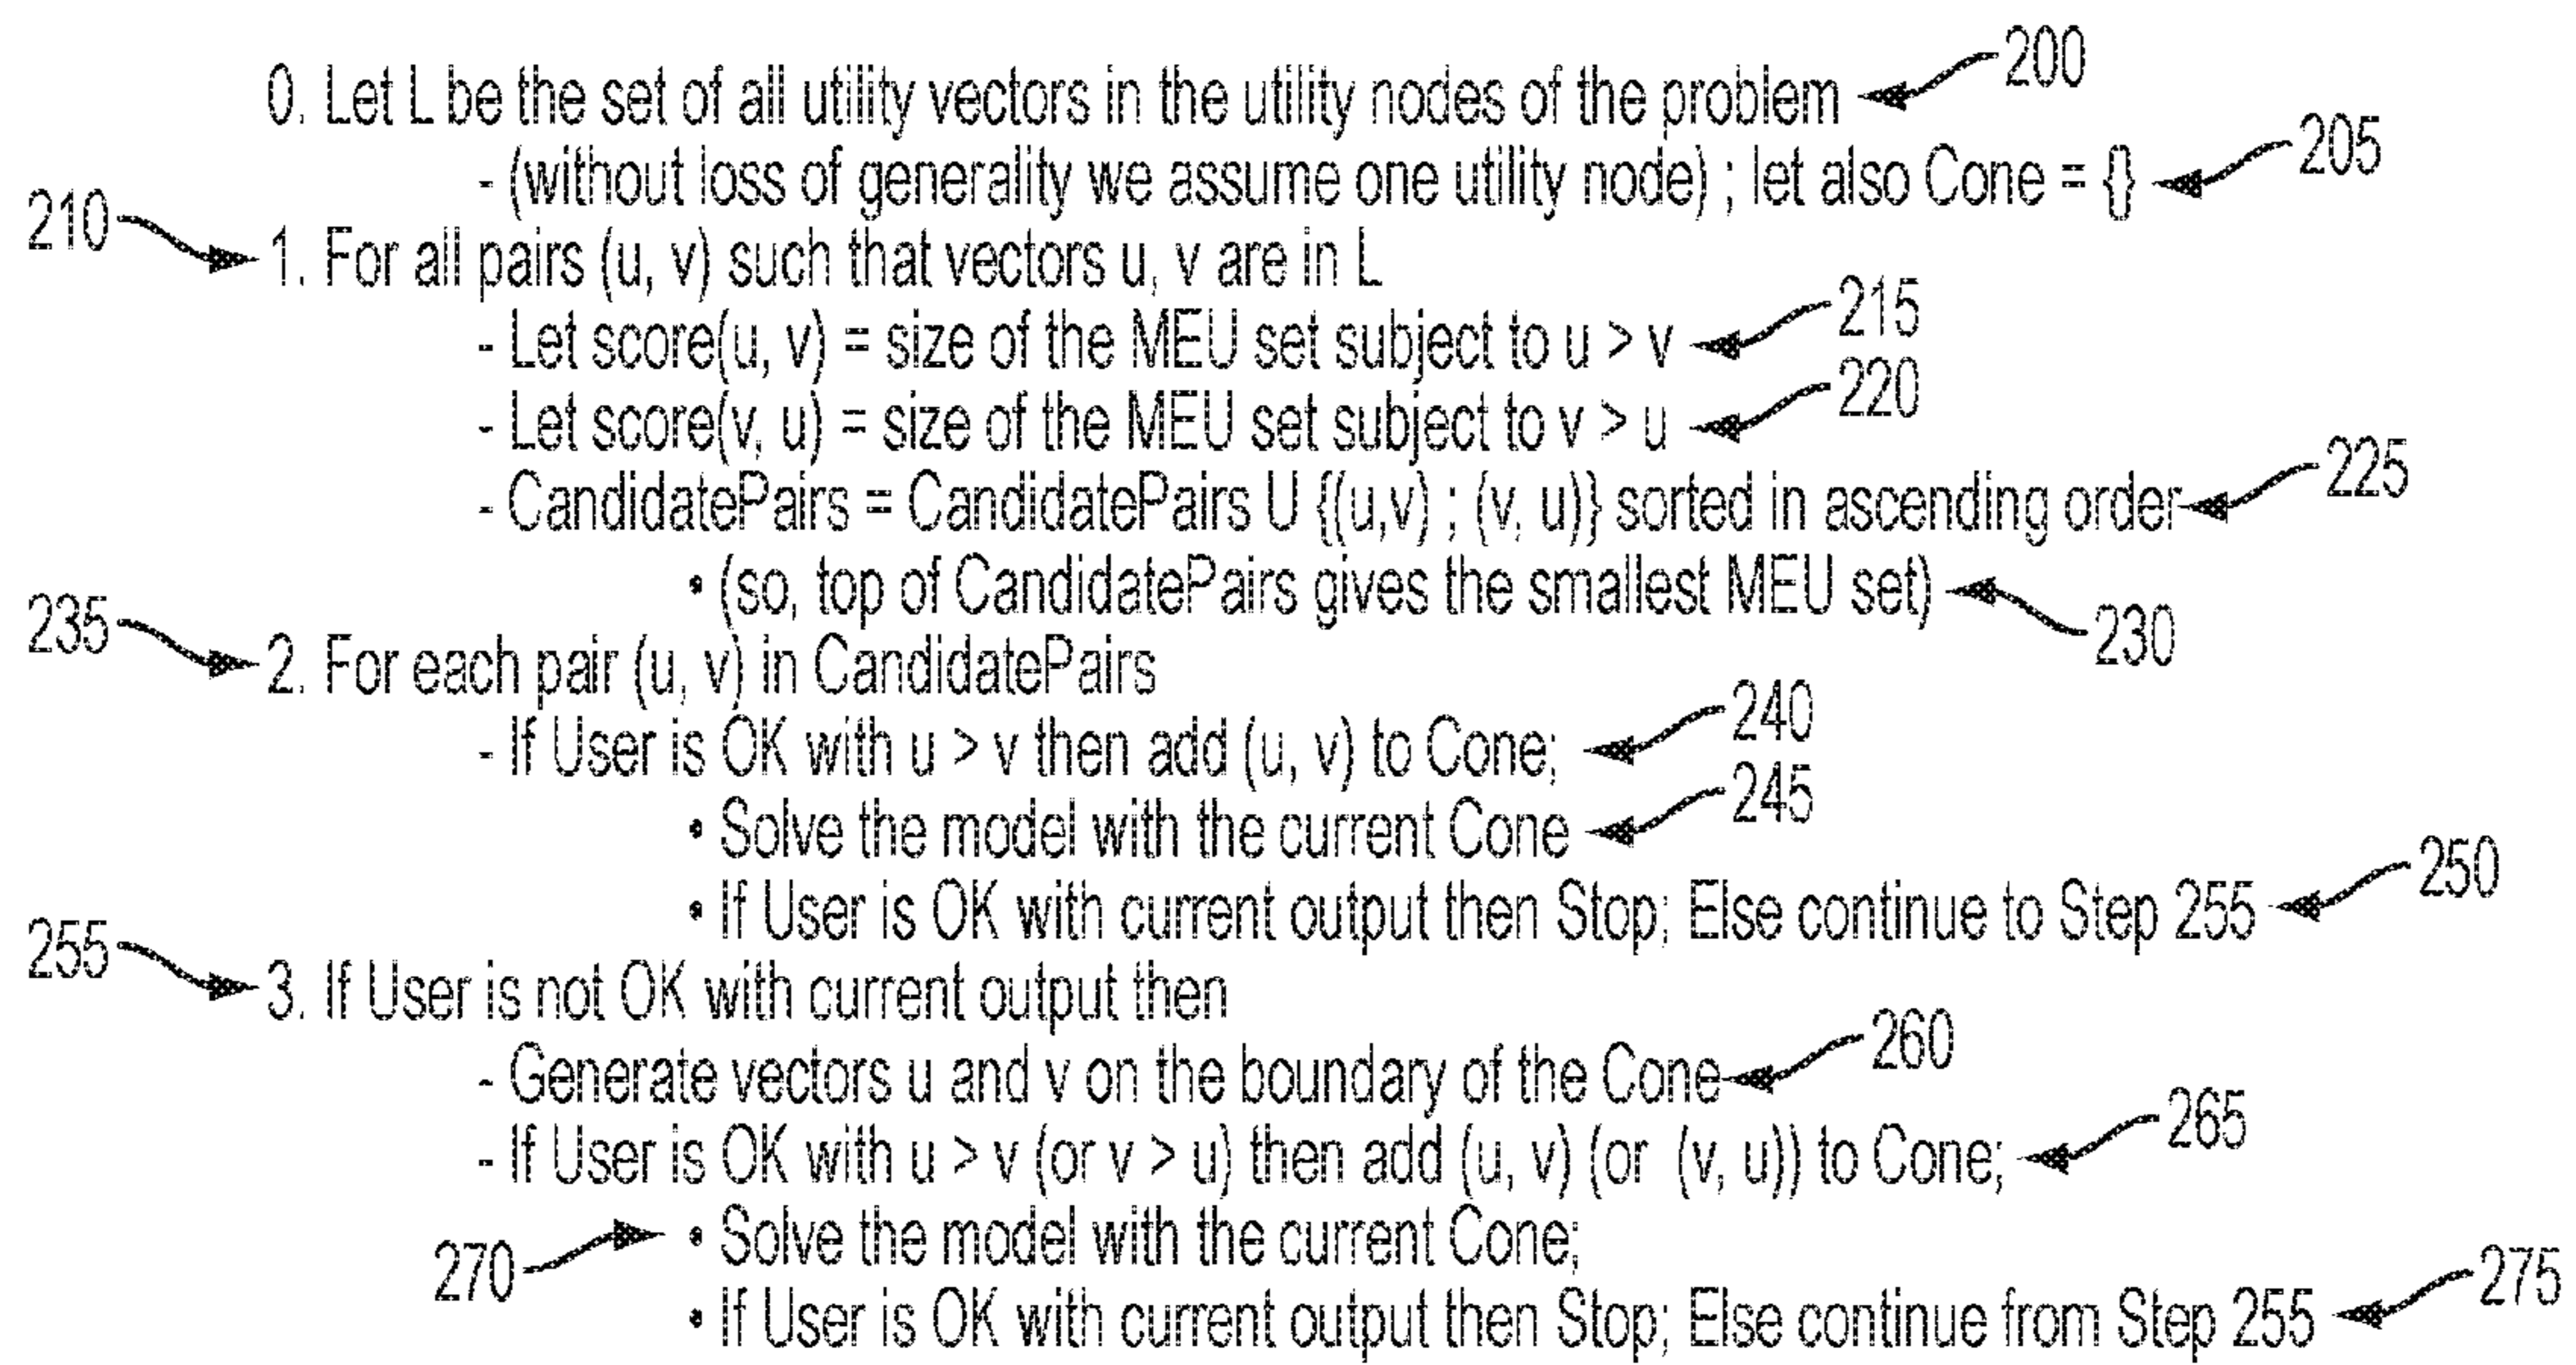 0. Let L be the set of all utility vectors in the utility nodes of the problem 200
- (without loss of generality we assume one utility node) ; let also Cone = {} 205
210 1. For all pairs (u, v) such that vectors u, v are in L
- Let score(u, v) = size of the MEU set subject to u > v 215
- Let score(v, u) = size of the MEU set subject to v > u 220
- CandidatePairs = CandidatePairs U {(u,v) ; (v, u)} sorted in ascending order 225
• (so, top of CandidatePairs gives the smallest MEU set) 230
235 2. For each pair (u, v) in CandidatePairs
- If User is OK with u > v then add (u, v) to Cone; 240
• Solve the model with the current Cone 245
• If User is OK with current output then Stop; Else continue to Step 255 250
255 3. If User is not OK with current output then
- Generate vectors u and v on the boundary of the Cone 260
- If User is OK with u > v (or v > u) then add (u, v) (or (v, u)) to Cone; 265
270 • Solve the model with the current Cone;
• If User is OK with current output then Stop; Else continue from Step 255 275